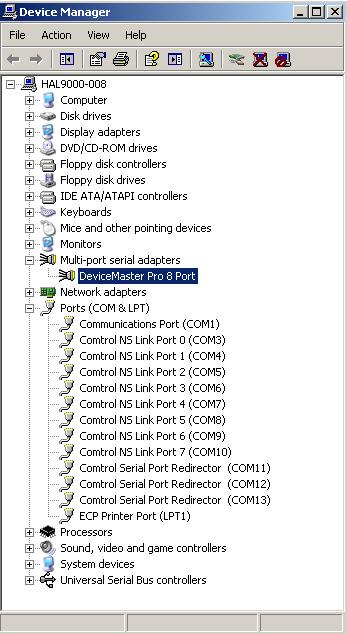 Device Manager
File Action View Help
HAL9000-008
Computer
Disk drives
Display adapters
DVD/CD-ROM drives
Floppy disk controllers
Floppy disk drives
IDE ATA/ATAPI controllers
Keyboards
Mice and other pointing devices
Monitors
Multi-port serial adapters
DeviceMaster Pro 8 Port
Network adapters
Ports (COM & LPT)
Communications Port (COM1)
Comtrol NS Link Port 0 (COM3)
Comtrol NS Link Port 1 (COM4)
Comtrol NS Link Port 2 (COM5)
Comtrol NS Link Port 3 (COM6)
Comtrol NS Link Port 4 (COM7)
Comtrol NS Link Port 5 (COM8)
Comtrol NS Link Port 6 (COM9)
Comtrol NS Link Port 7 (COM10)
Comtrol Serial Port Redirector (COM11)
Comtrol Serial Port Redirector (COM12)
Comtrol Serial Port Redirector (COM13)
ECP Printer Port (LPT1)
Processors
Sound, video and game controllers
System devices
Universal Serial Bus controllers